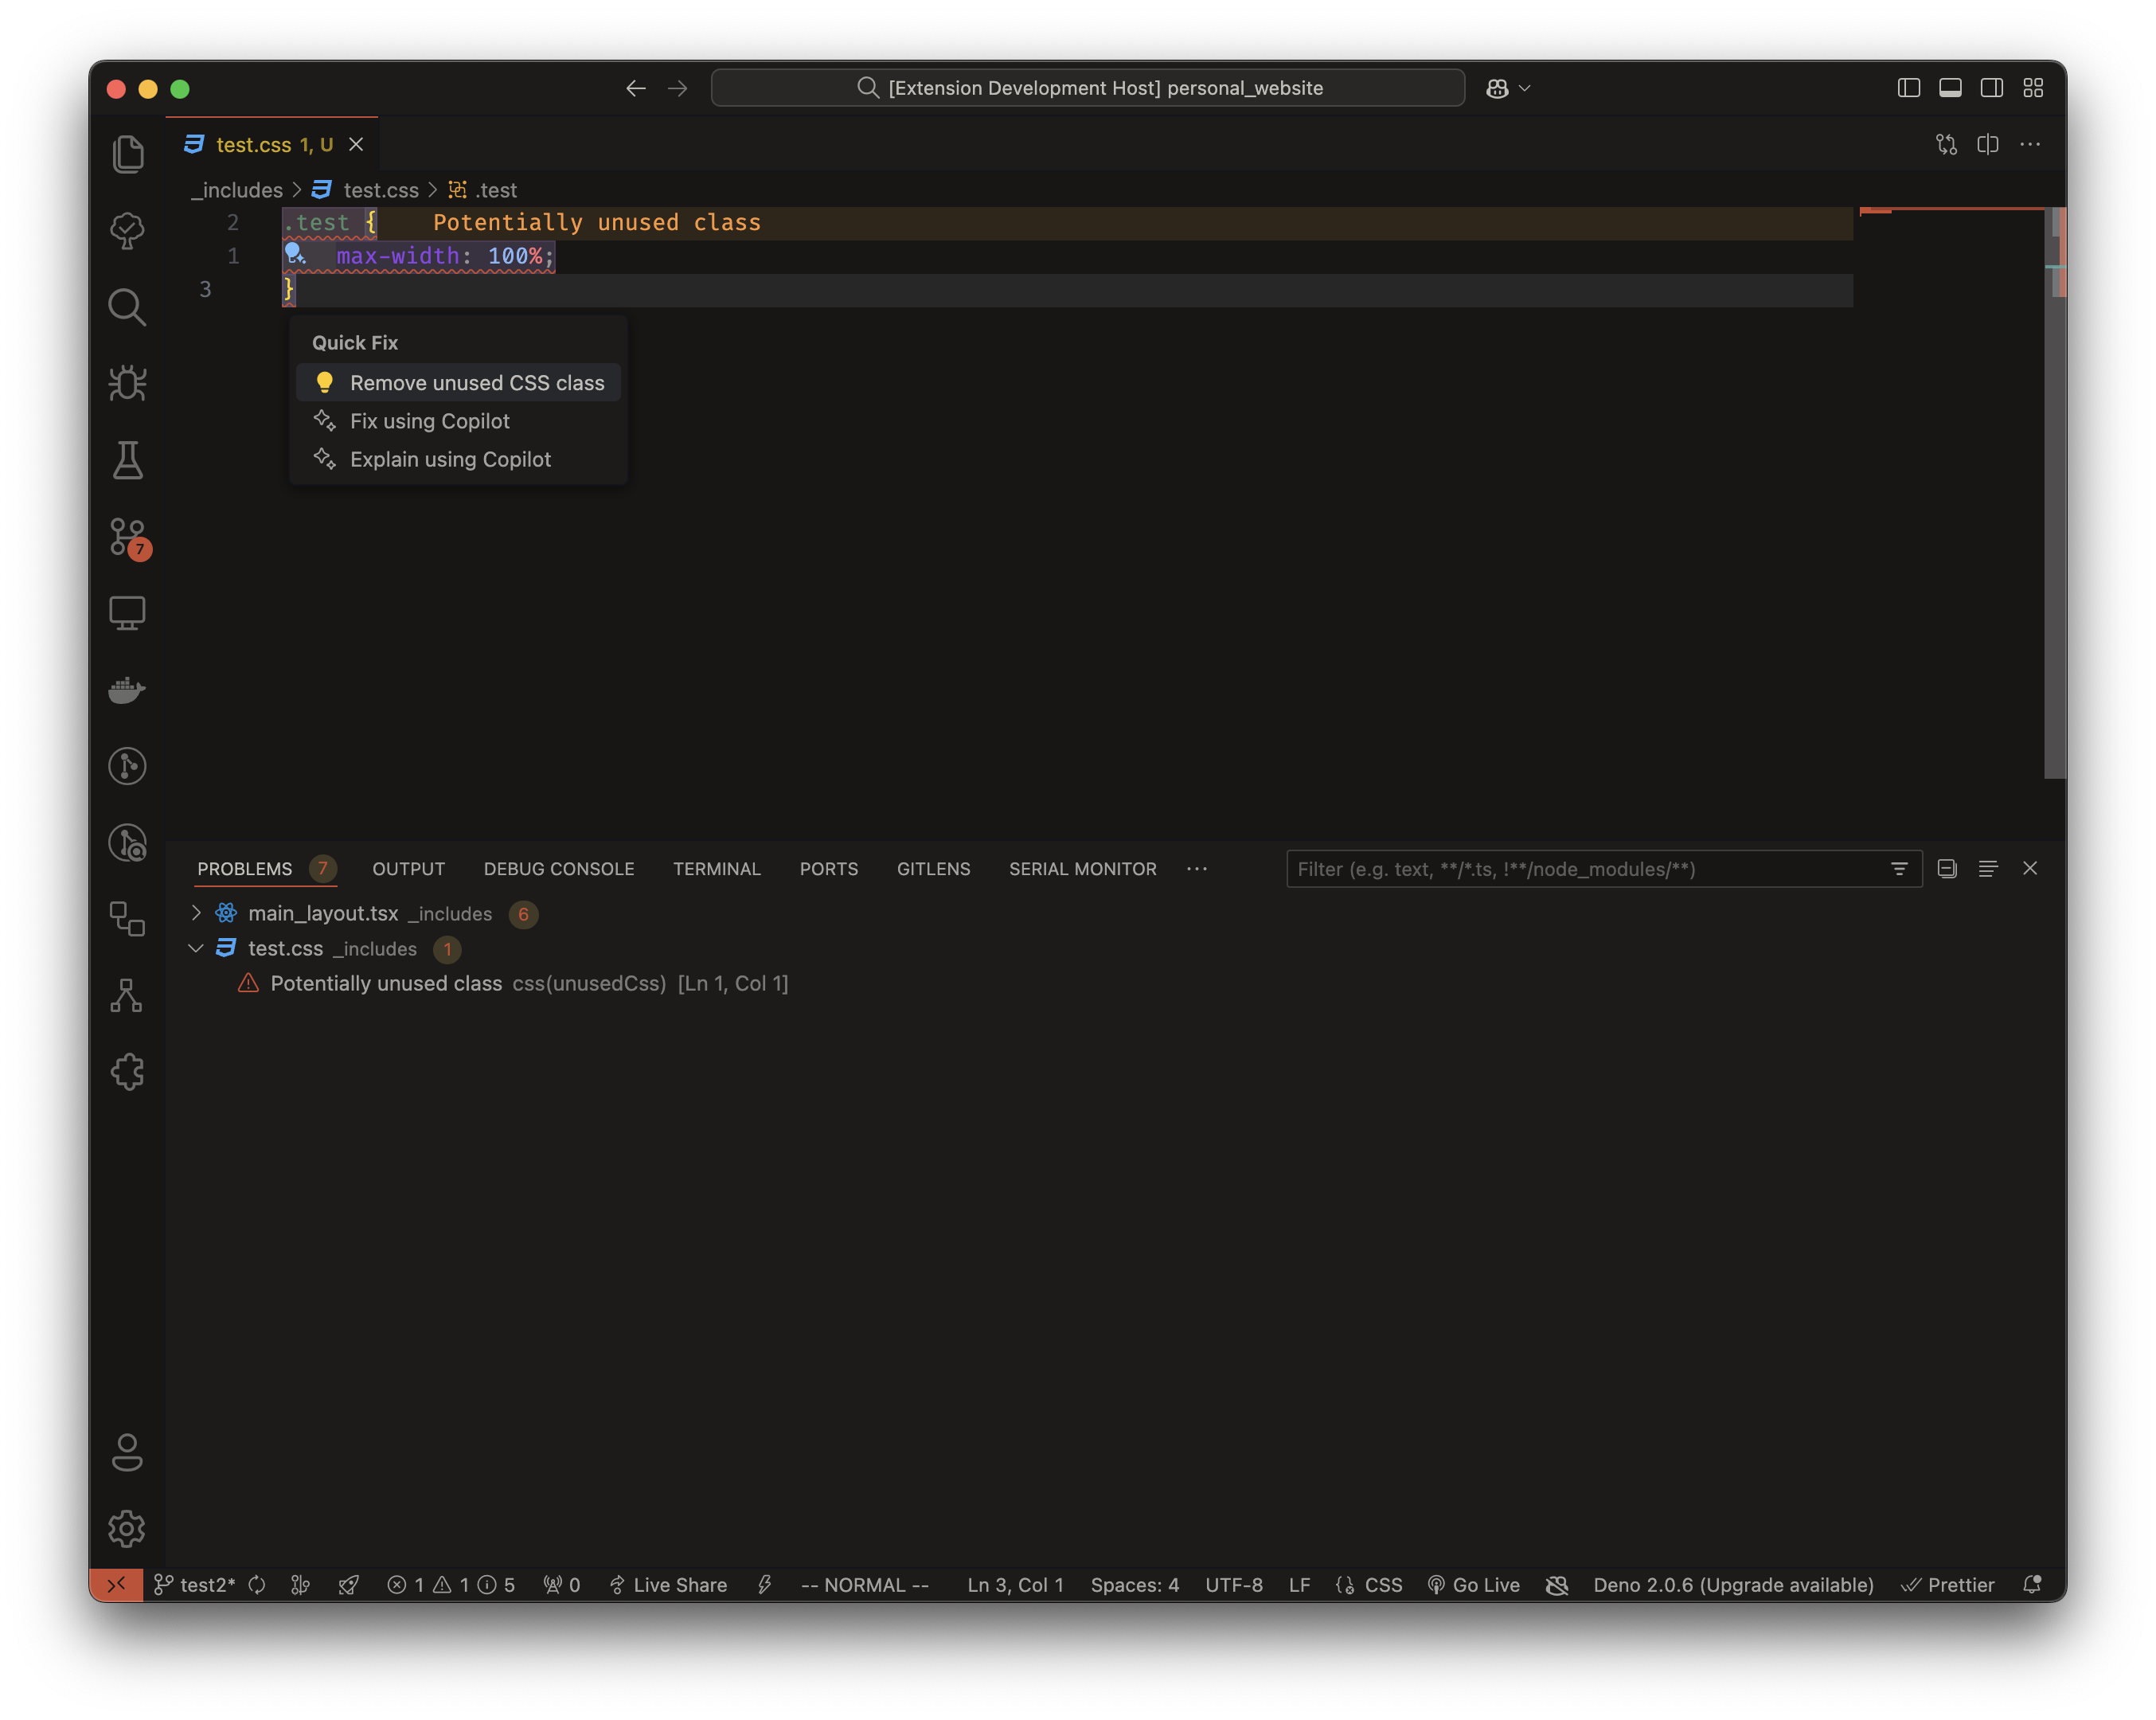 [Extension Development Host] personal_website
test.css 1, U
_includes > test.css > .test
2 .test { Potentially unused class
1 max-width: 100%;
3 }
Quick Fix
Remove unused CSS class
Fix using Copilot
Explain using Copilot
7
PROBLEMS 7 OUTPUT DEBUG CONSOLE TERMINAL PORTS GITLENS SERIAL MONITOR ··· Filter (e.g. text, **/*.ts, !**/node_modules/**)
main_layout.tsx _includes 6
test.css _includes 1
Potentially unused class css(unusedCss) [Ln 1, Col 1]
test2* 1 1 5 0 Live Share -- NORMAL -- Ln 3, Col 1 Spaces: 4 UTF-8 LF CSS Go Live Deno 2.0.6 (Upgrade available) Prettier